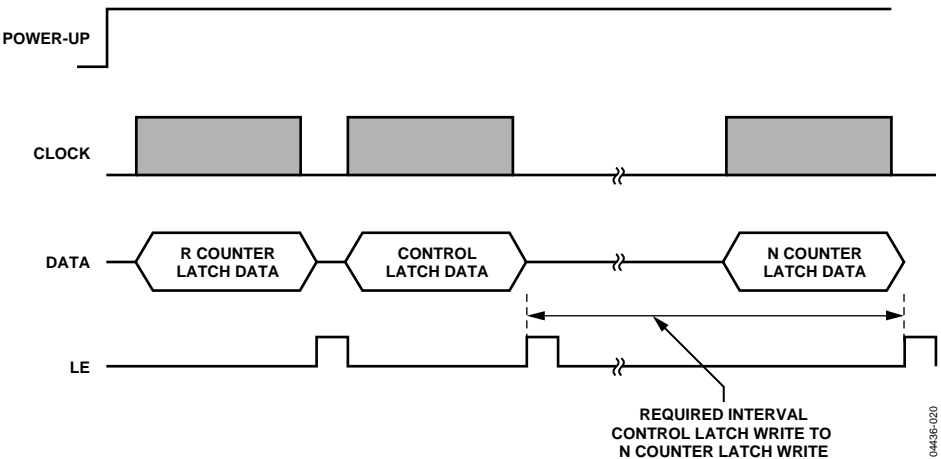 POWER-UP
CLOCK
DATA
R COUNTER
LATCH DATA
CONTROL
LATCH DATA
N COUNTER
LATCH DATA
LE
REQUIRED INTERVAL
CONTROL LATCH WRITE TO
N COUNTER LATCH WRITE
04436-020